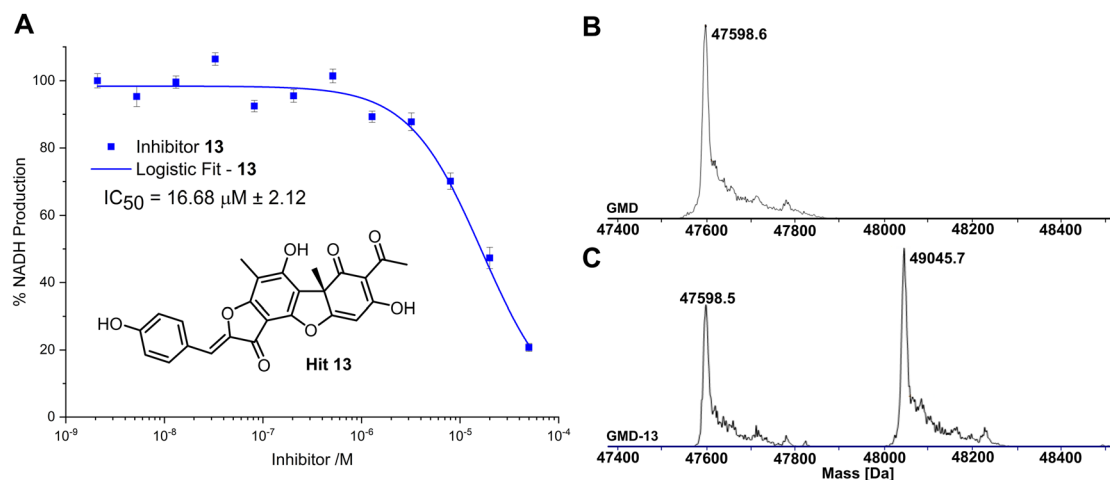 A
% NADH Production
100
80
60
40
20
0
Inhibitor 13
Logistic Fit - 13
IC50 = 16.68 μM ± 2.12
OH
O
O
O
OH
O
O
HO
Hit 13
10-9
10-8
10-7
10-6
10-5
10-4
Inhibitor /M
B
47598.6
GMD
47400 47600 47800 48000 48200 48400
C
49045.7
47598.5
GMD-13
47400 47600 47800 48000 48200 48400
Mass [Da]